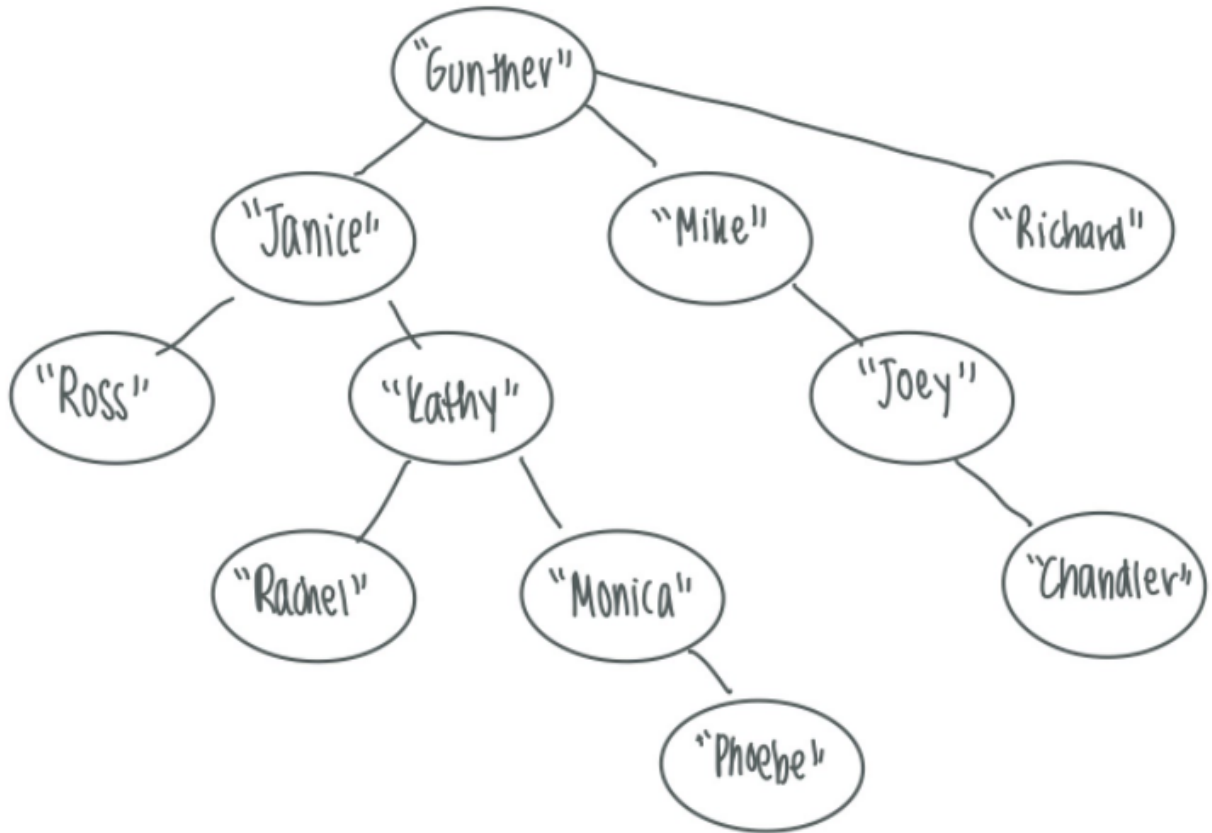 "Gunther"
"Janice"
"Mike"
"Richard"
"Ross"
"Kathy"
"Joey"
"Rachel"
"Monica"
"Chandler"
"Phoebe"